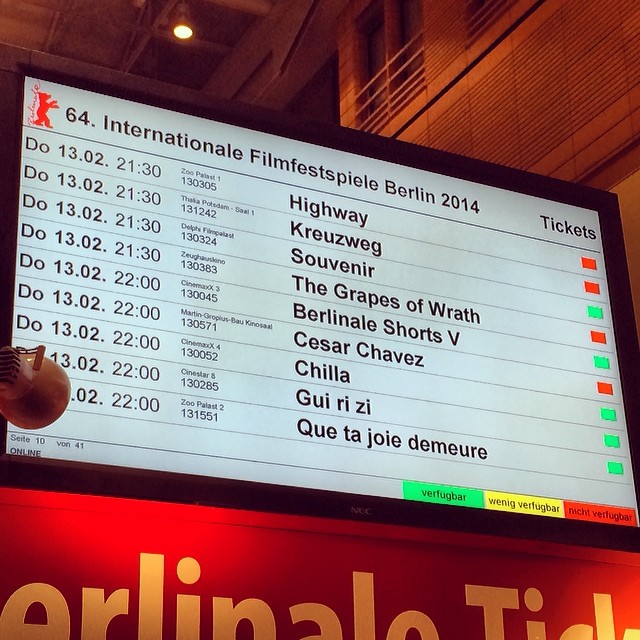 64. Internationale Filmfestspiele Berlin 2014
Tickets
Do 13.02. 21:30 Zoo Palast 1 130305 Highway
Do 13.02. 21:30 Thalia Potsdam - Saal 1 131242 Kreuzweg
Do 13.02. 21:30 Delphi Filmpalast 130324 Souvenir
Do 13.02. 21:30 Zeughauskino 130383 The Grapes of Wrath
Do 13.02. 22:00 CinemaxX 3 130045 Berlinale Shorts V
Do 13.02. 22:00 Martin-Gropius-Bau Kinosaal 130571 Cesar Chavez
Do 13.02. 22:00 CinemaxX 4 130052 Chilla
13.02. 22:00 Cinestar 8 130285 Gui ri zi
.02. 22:00 Zoo Palast 2 131551 Que ta joie demeure
Seite 10 von 41
ONLINE
verfügbar wenig verfügbar nicht verfügbar
NEC
erlinale Tick